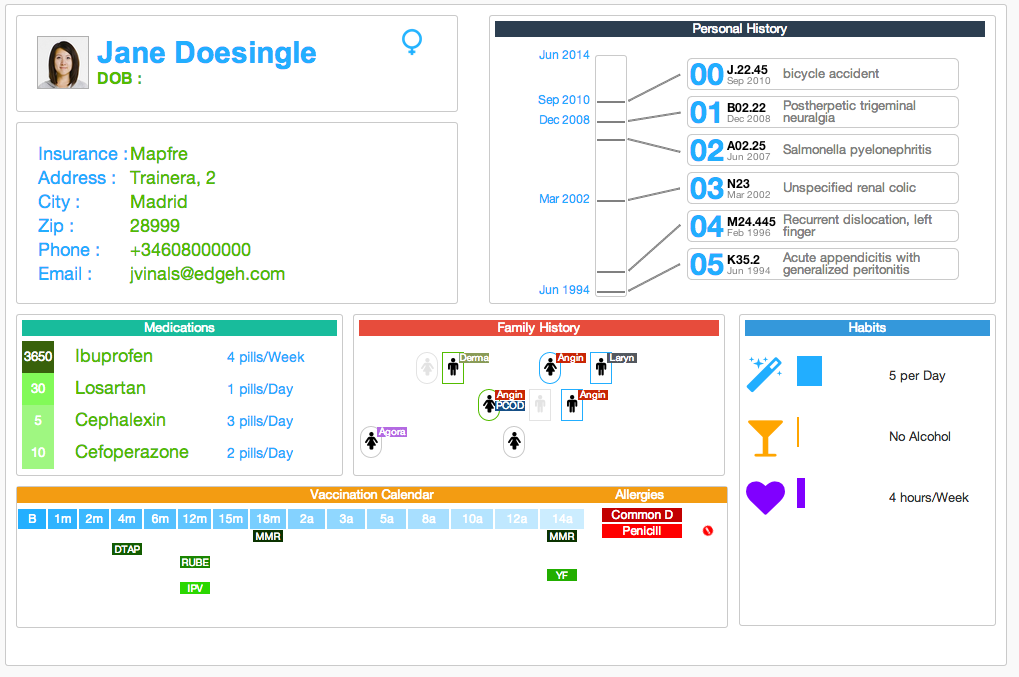 Jane Doesingle
DOB :
Insurance : Mapfre
Address : Trainera, 2
City : Madrid
Zip : 28999
Phone : +34608000000
Email : jvinals@edgeh.com
Personal History
Jun 2014
Sep 2010
Dec 2008
Mar 2002
Jun 1994
00 J.22.45 Sep 2010 bicycle accident
01 B02.22 Dec 2008 Postherpetic trigeminal neuralgia
02 A02.25 Jun 2007 Salmonella pyelonephritis
03 N23 Mar 2002 Unspecified renal colic
04 M24.445 Feb 1996 Recurrent dislocation, left finger
05 K35.2 Jun 1994 Acute appendicitis with generalized peritonitis
Medications
3650 Ibuprofen 4 pills/Week
30 Losartan 1 pills/Day
5 Cephalexin 3 pills/Day
10 Cefoperazone 2 pills/Day
Family History
Derma
Angin
Laryn
Angin
PCOD
Angin
Agora
Habits
5 per Day
No Alcohol
4 hours/Week
Vaccination Calendar
B 1m 2m 4m 6m 12m 15m 18m 2a 3a 5a 8a 10a 12a 14a
MMR MMR
DTAP
RUBE
YF
IPV
Allergies
Common D
Penicill